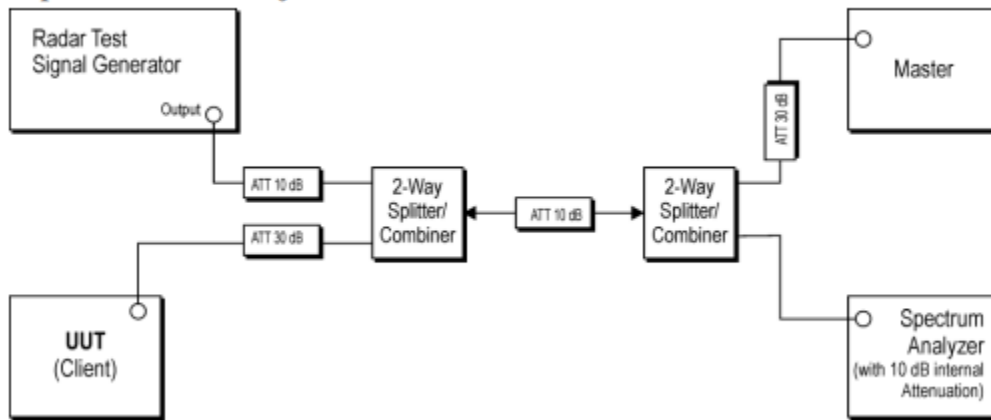 Radar Test
Signal Generator
Output
Master
ATT 30 dB
ATT 10 dB
2-Way
Splitter/
Combiner
ATT 10 dB
2-Way
Splitter/
Combiner
ATT 30 dB
UUT
(Client)
Spectrum
Analyzer
(with 10 dB internal
Attenuation)